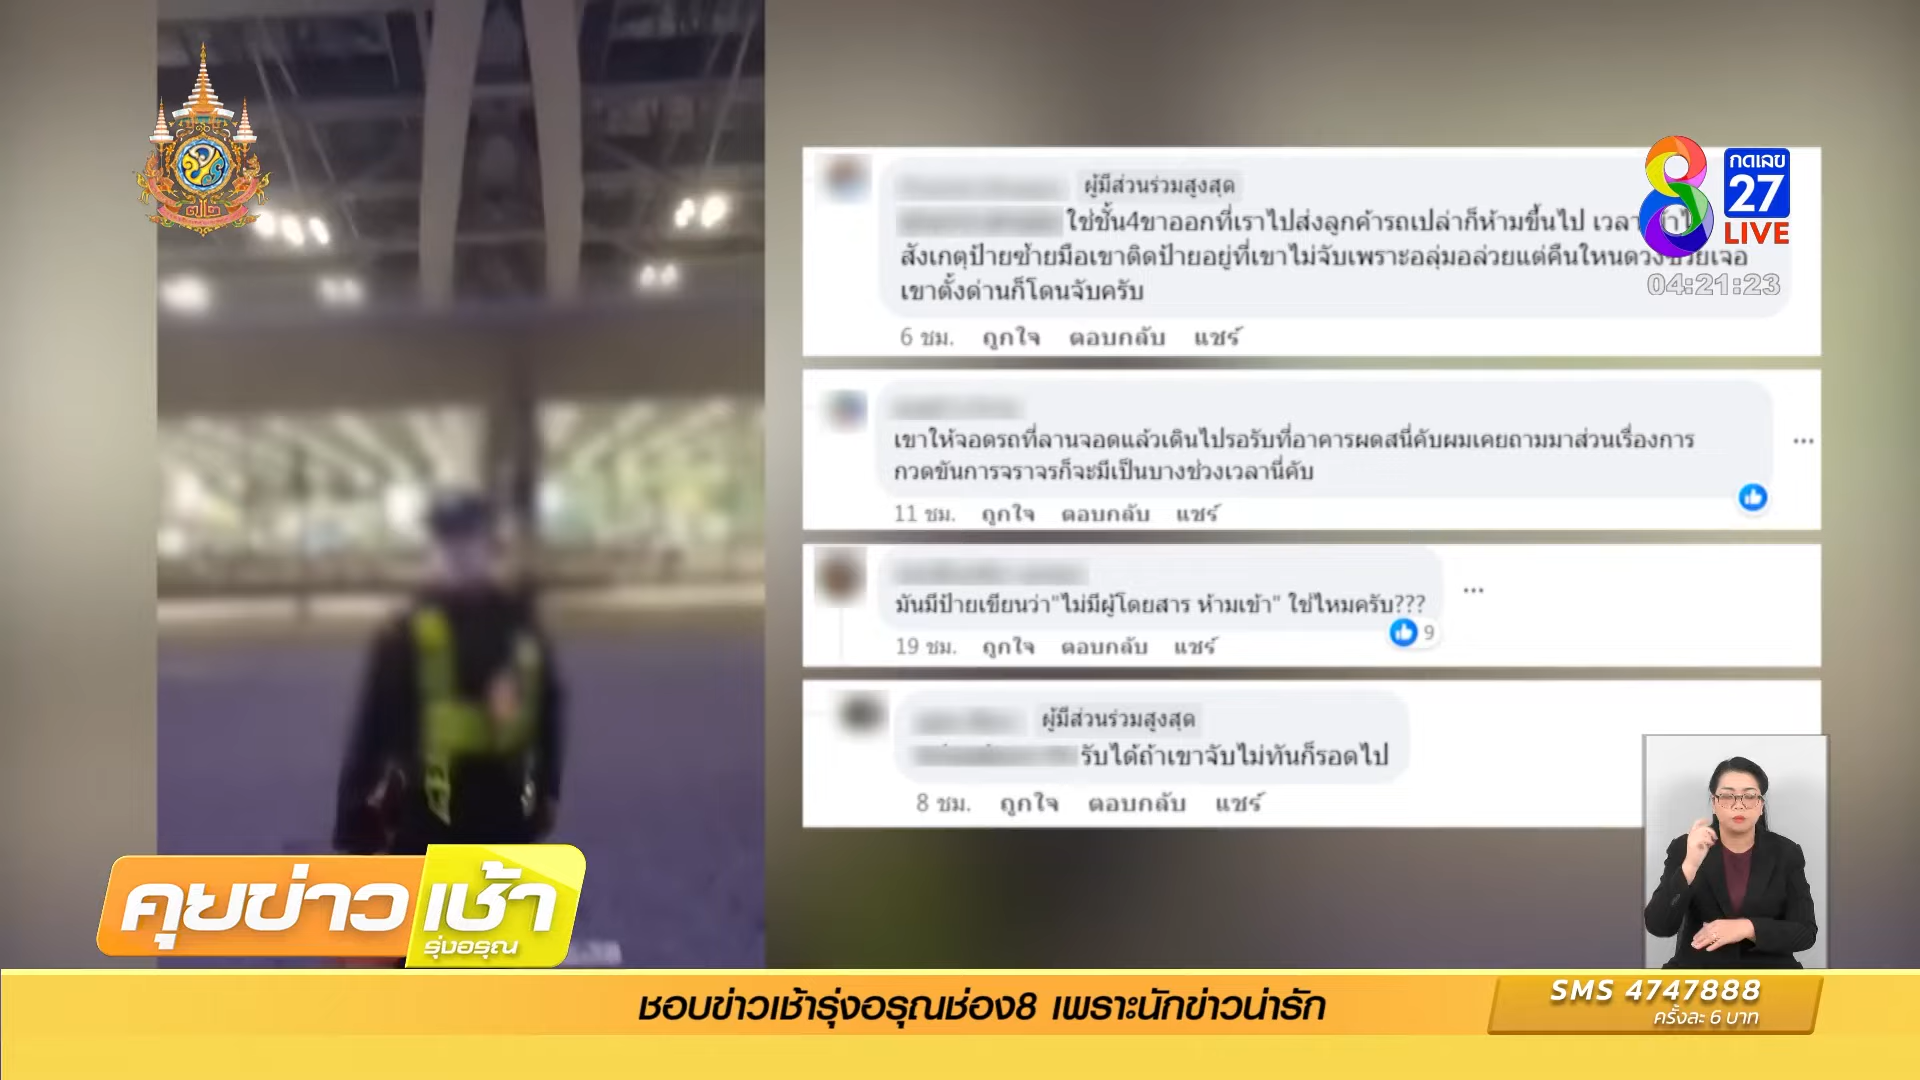 กดเลข
27
LIVE
04:21:23
ผู้มีส่วนร่วมสูงสุด
ใช่ชั้น4ขาออกที่เราไปส่งลูกค้ารถเปล่าก็ห้ามขึ้นไป
สังเกตุป้ายซ้ายมือเขาติดป้ายอยู่ที่เขาไม่จับเพราะอลุ่มอล่วยแต่คืนใหนดวงซวยเจอ
เขาตั้งด่านก็โดนจับครับ
6 ชม. ถูกใจ ตอบกลับ แชร์
เขาให้จอดรถที่ลานจอดแล้วเดินไปรอรับที่อาคารผดสนี่คับผมเคยถามมาส่วนเรื่องการ
กวดขันการจราจรก็จะมีเป็นบางช่วงเวลานี่คับ
11 ชม. ถูกใจ ตอบกลับ แชร์
มันมีป้ายเขียนว่า"ไม่มีผู้โดยสาร ห้ามเข้า" ใช่ไหมครับ???
9
19 ชม. ถูกใจ ตอบกลับ แชร์
ผู้มีส่วนร่วมสูงสุด
รับได้ถ้าเขาจับไม่ทันก็รอดไป
8 ชม. ถูกใจ ตอบกลับ แชร์
คุยข่าวเช้า
รุ่งอรุณ
ชอบข่าวเช้ารุ่งอรุณช่อง8 เพราะนักข่าวน่ารัก
SMS 4747888
ครั้งละ 6 บาท